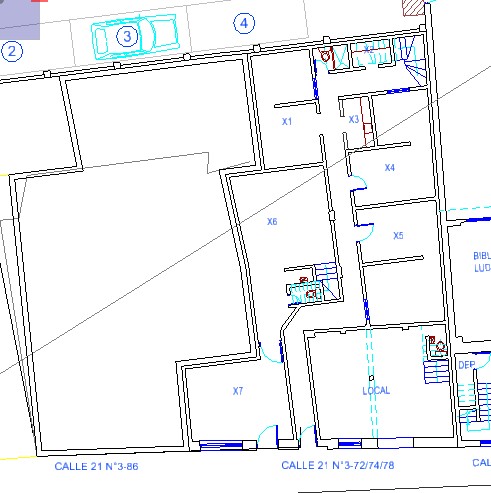 2
3
4
X2
X1
X3
X4
X6
X5
BIBL
LUD
X7
LOCAL
DEP.
CALLE 21 N°3-86
CALLE 21 N°3-72/74/78
CAL